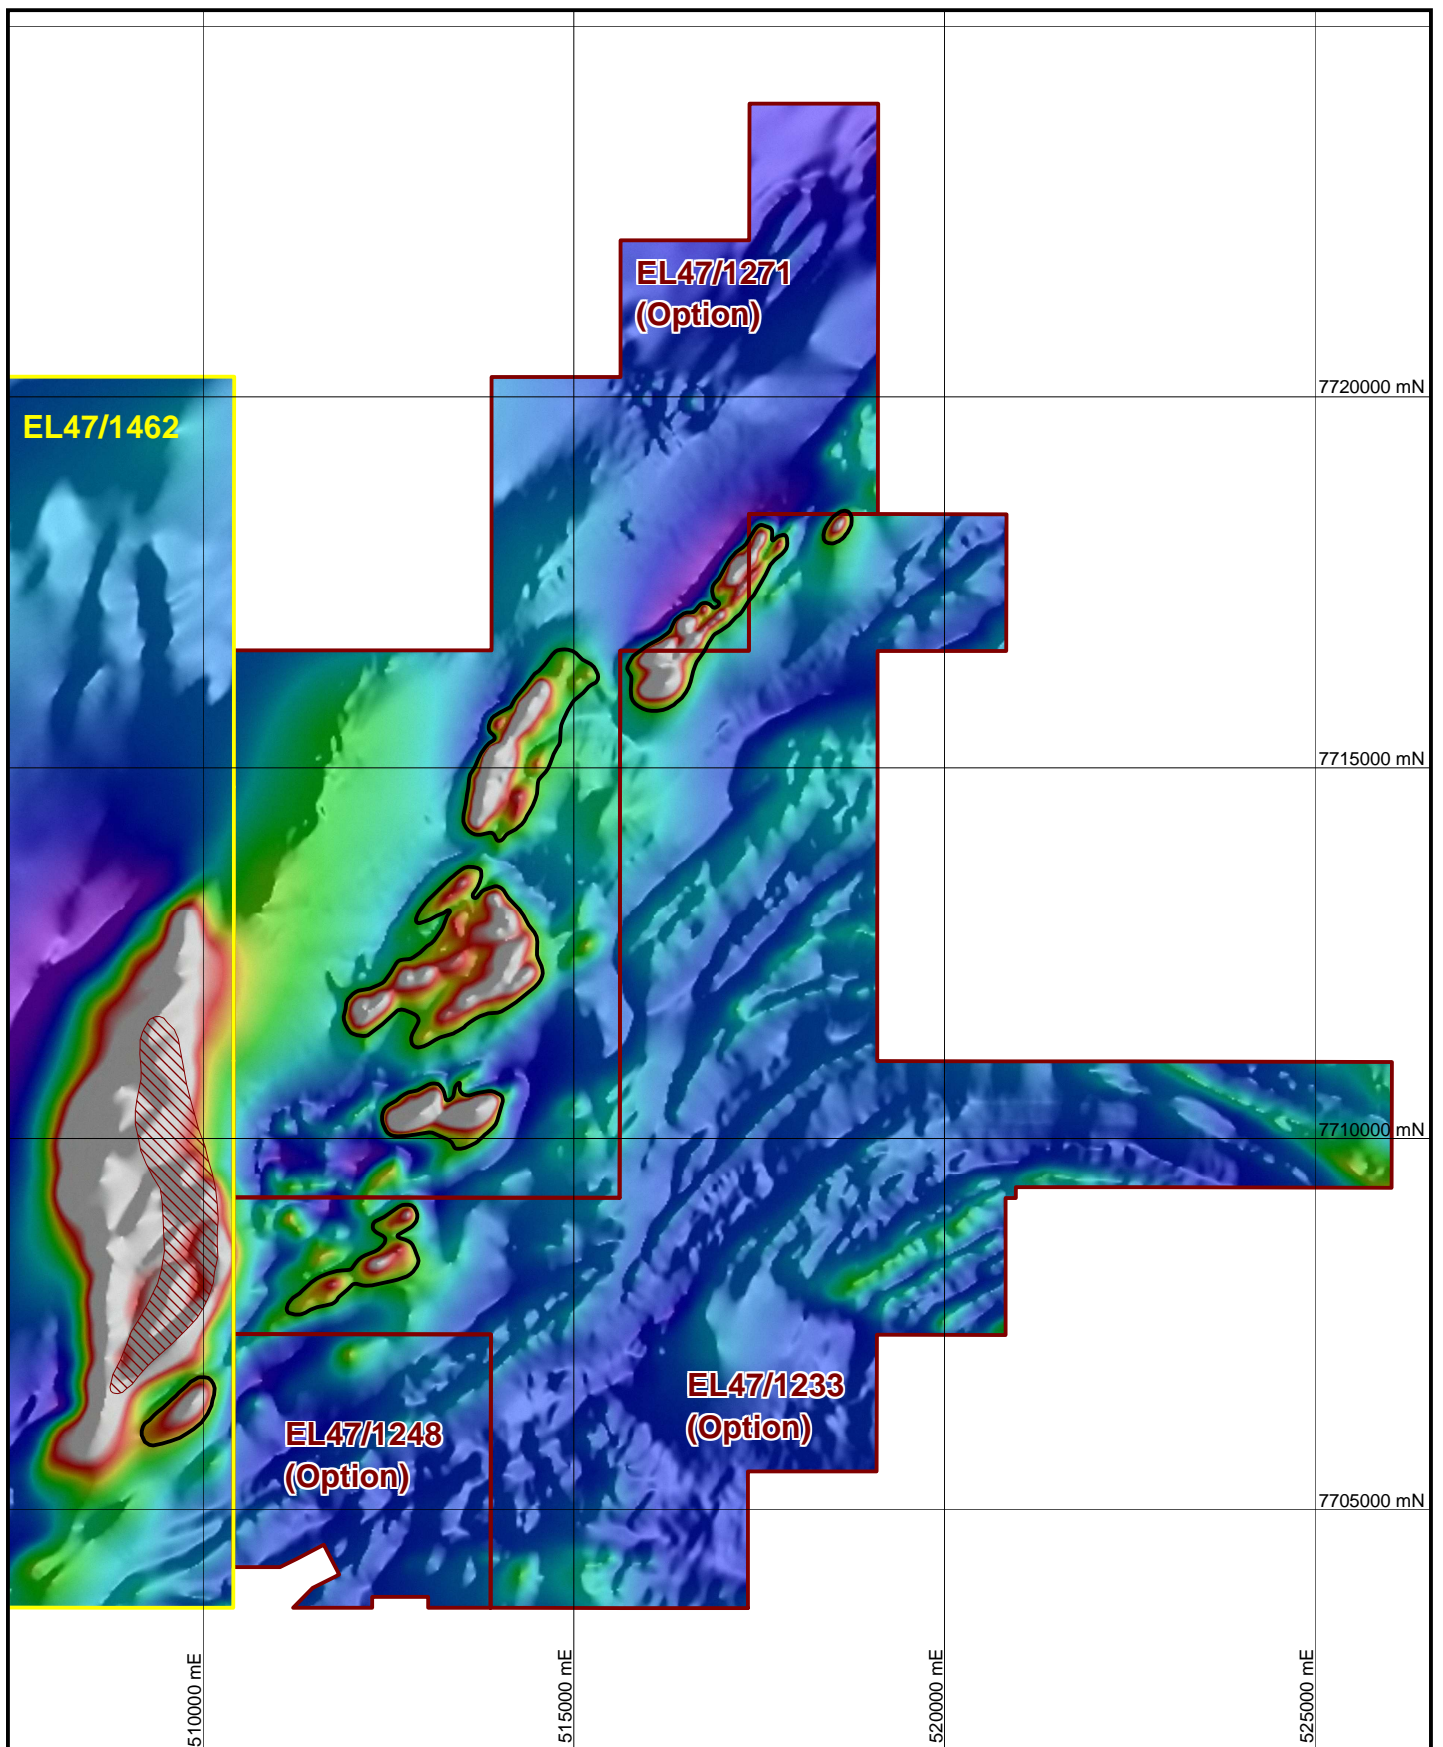 EL47/1271
(Option)
7720000 mN
EL47/1462
7715000 mN
7710000 mN
EL47/1233
(Option)
EL47/1248
(Option)
7705000 mN
510000 mE
515000 mE
520000 mE
525000 mE